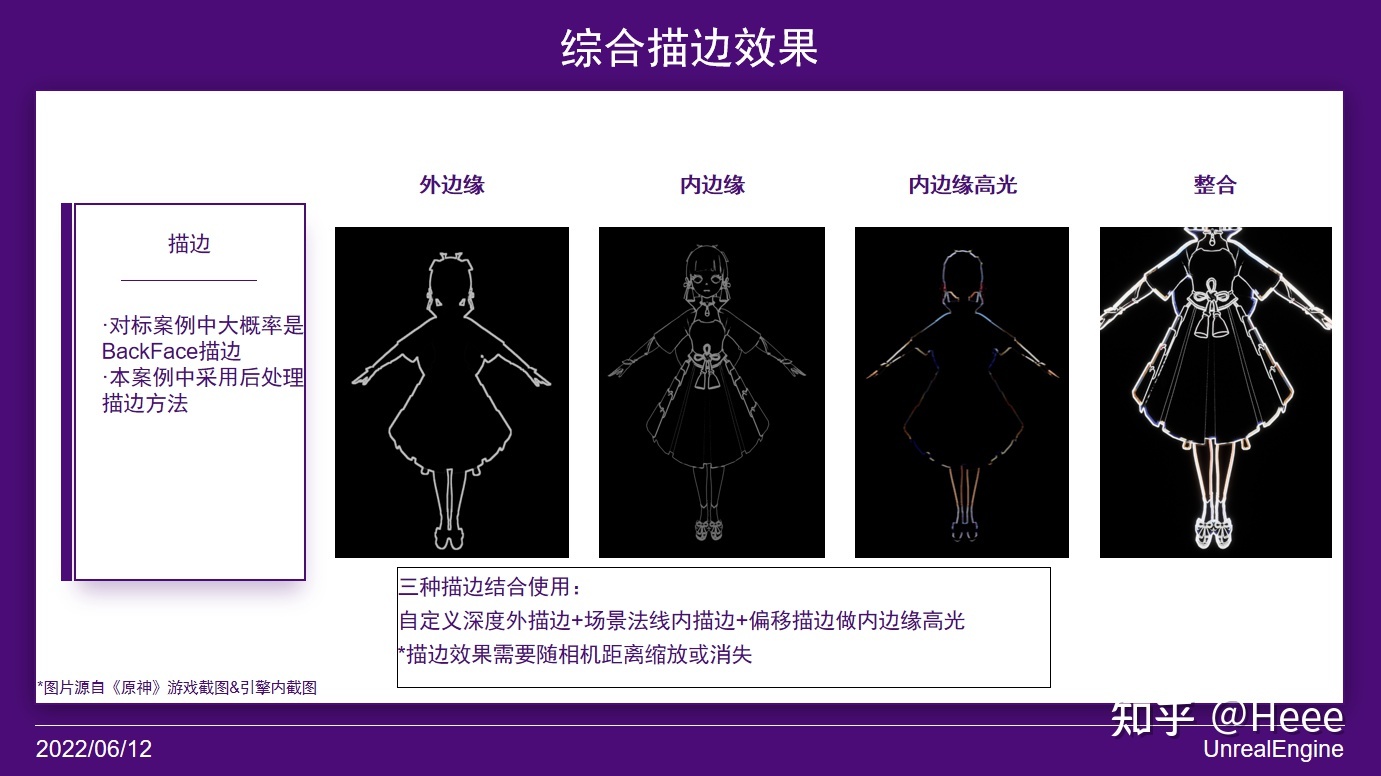 综合描边效果
外边缘
内边缘
内边缘高光
整合
描边
·对标案例中大概率是
BackFace描边
·本案例中采用后处理
描边方法
三种描边结合使用：
自定义深度外描边+场景法线内描边+偏移描边做内边缘高光
*描边效果需要随相机距离缩放或消失
*图片源自《原神》游戏截图&引擎内截图
知乎 @Heee
2022/06/12
UnrealEngine